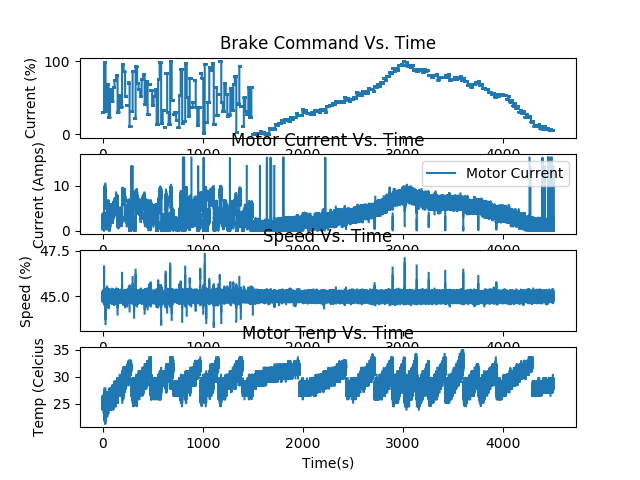 Brake Command Vs. Time
100
0
Current (%)
0 1000 2000 3000 4000
Motor Current Vs. Time
Motor Current
10
0
Current (Amps)
0 1000 2000 3000 4000
Speed Vs. Time
47.5
45.0
Speed (%)
0 1000 2000 3000 4000
Motor Tenp Vs. Time
35
30
25
Temp (Celcius
0 1000 2000 3000 4000
Time(s)